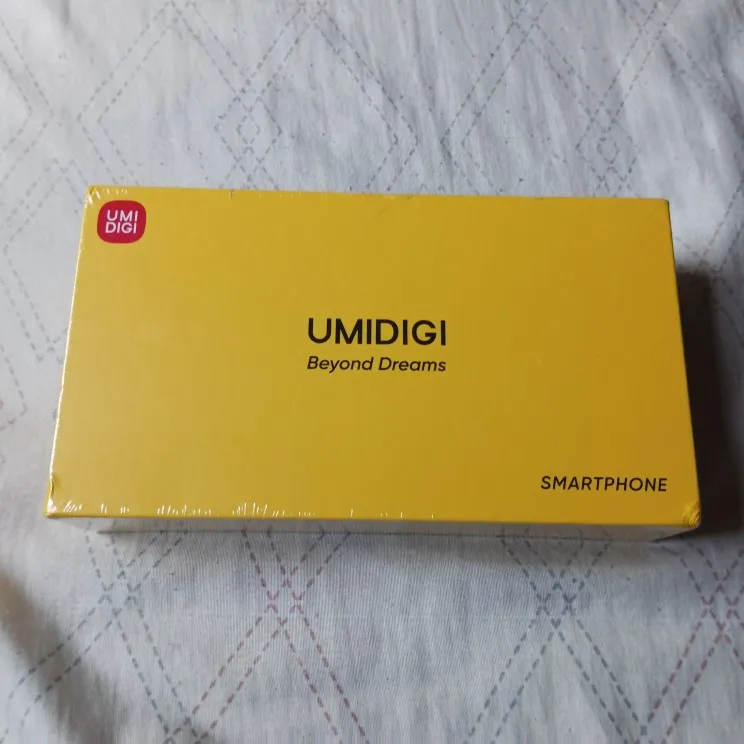 UMI
DIGI
UMIDIGI
Beyond Dreams
SMARTPHONE